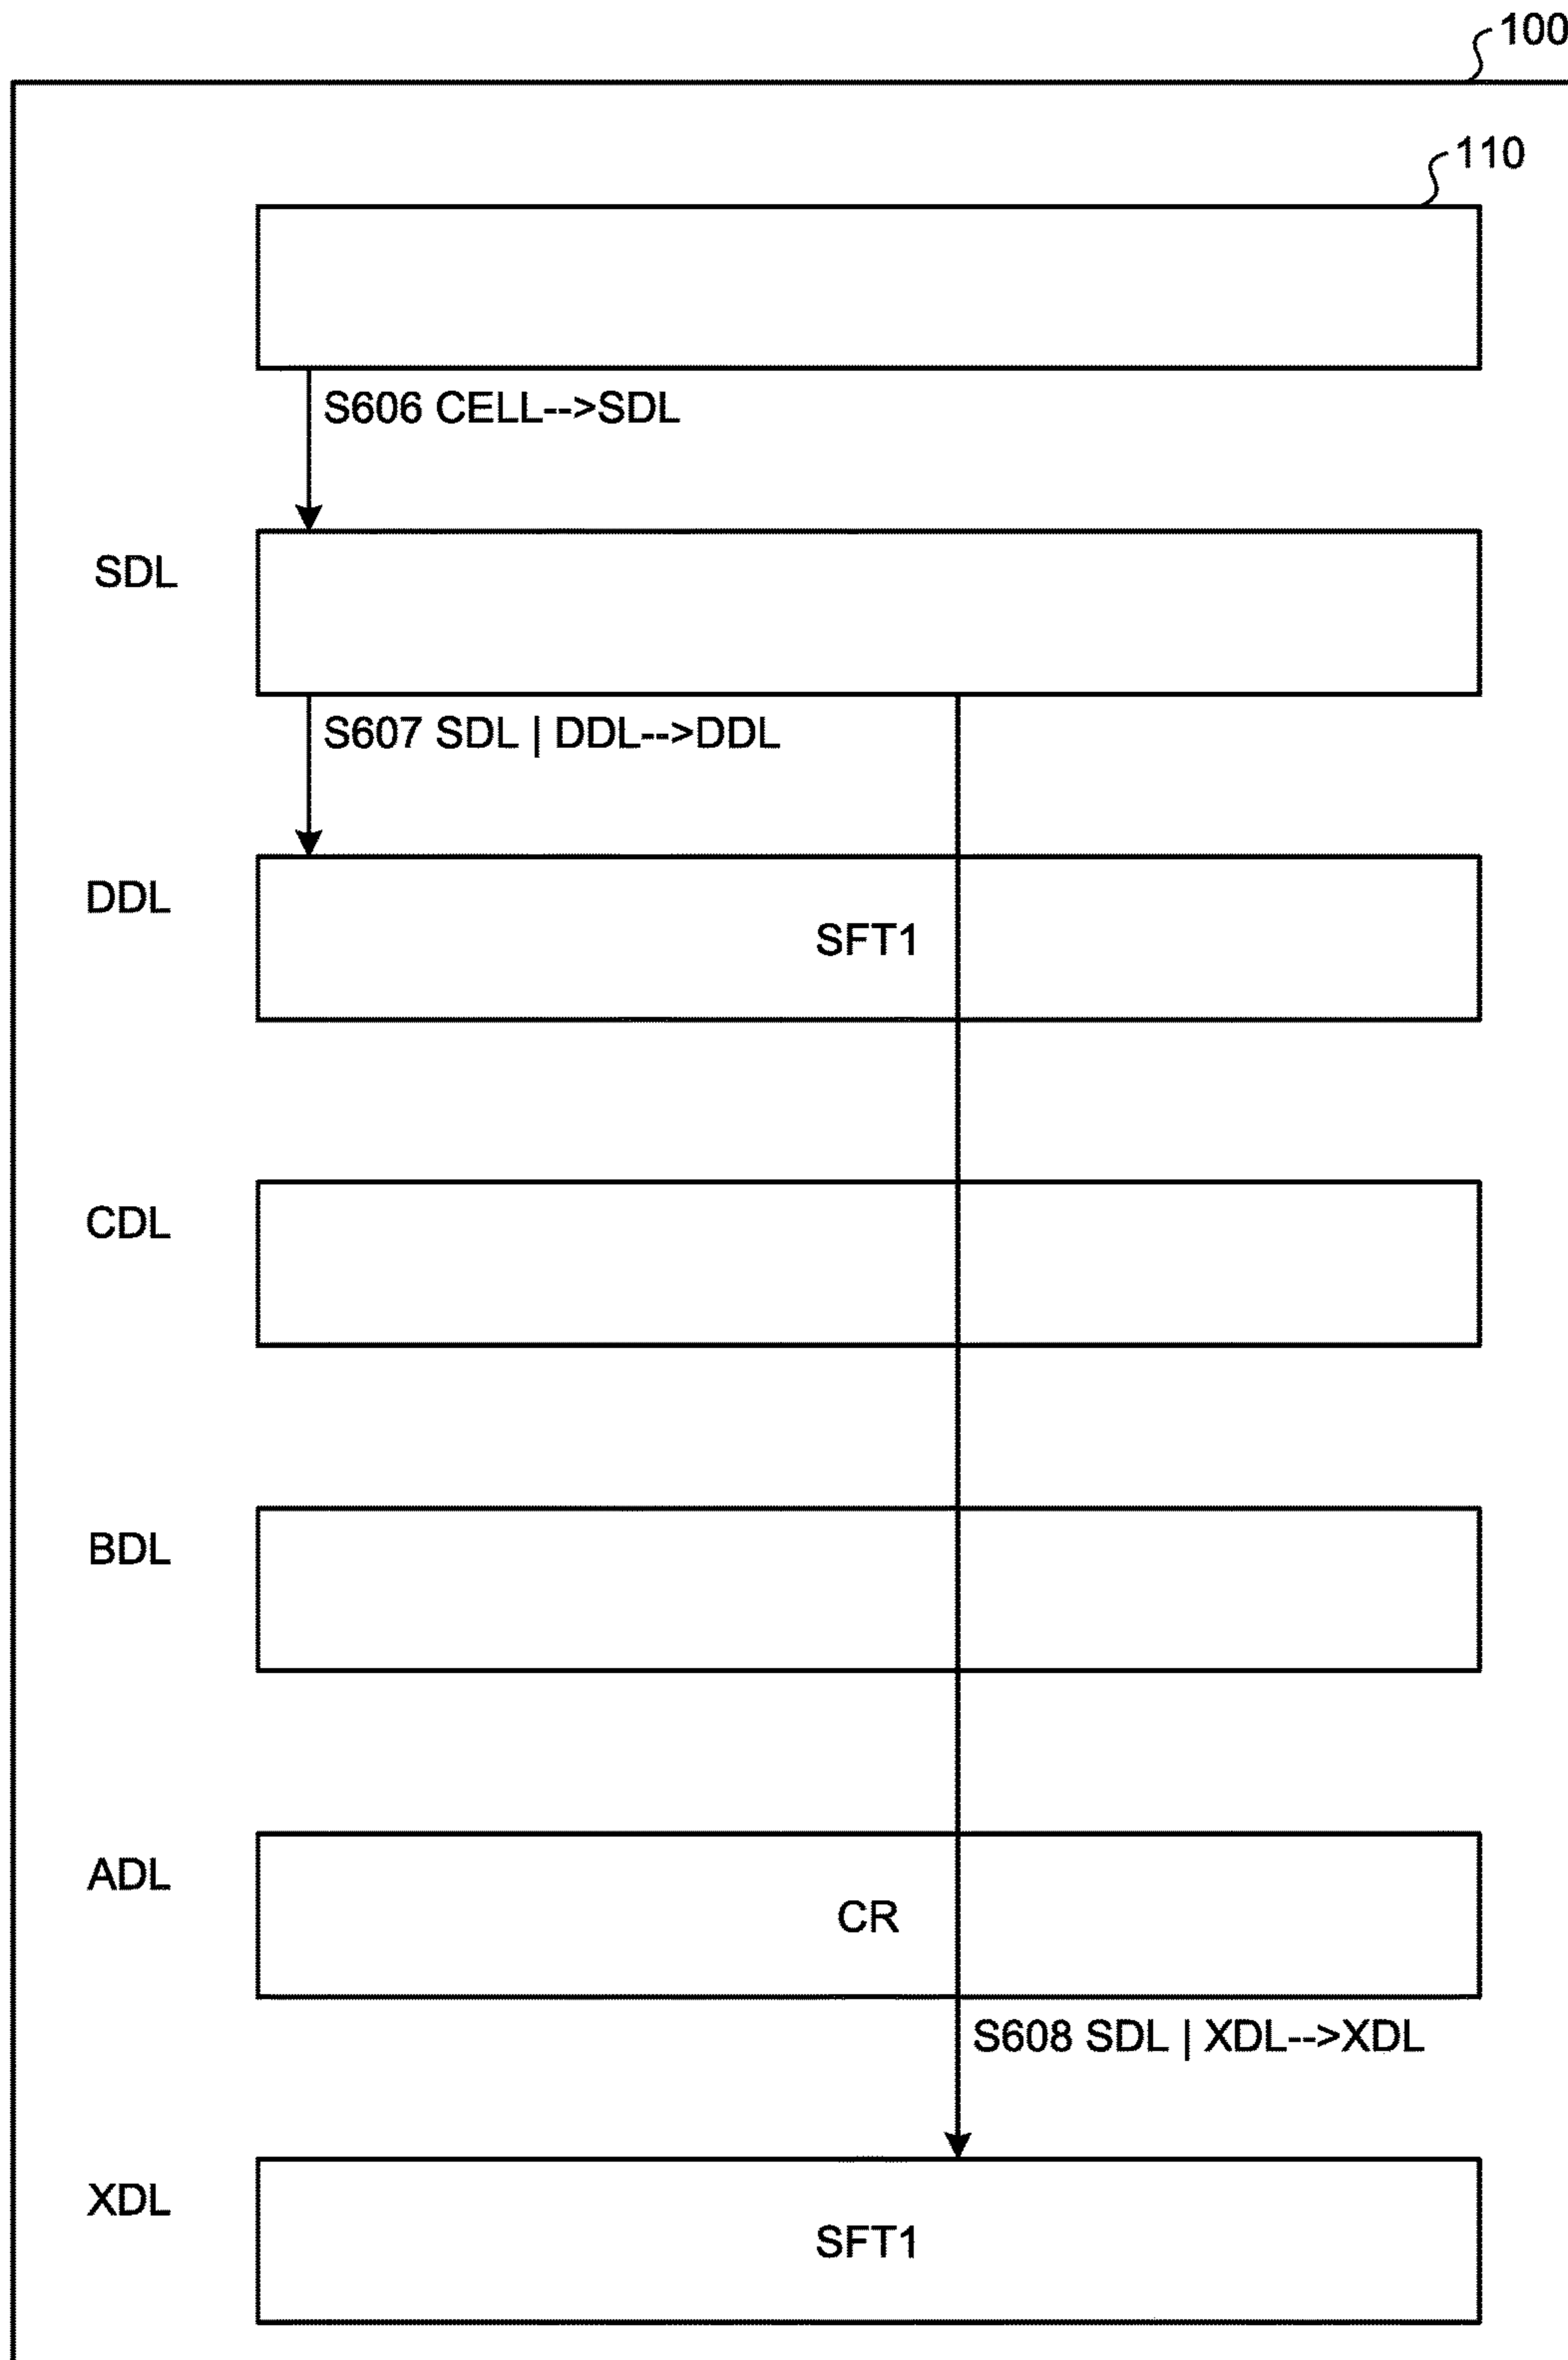 100
110
S606 CELL-->SDL
SDL
S607 SDL | DDL-->DDL
DDL
SFT1
CDL
BDL
ADL
CR
S608 SDL | XDL-->XDL
XDL
SFT1